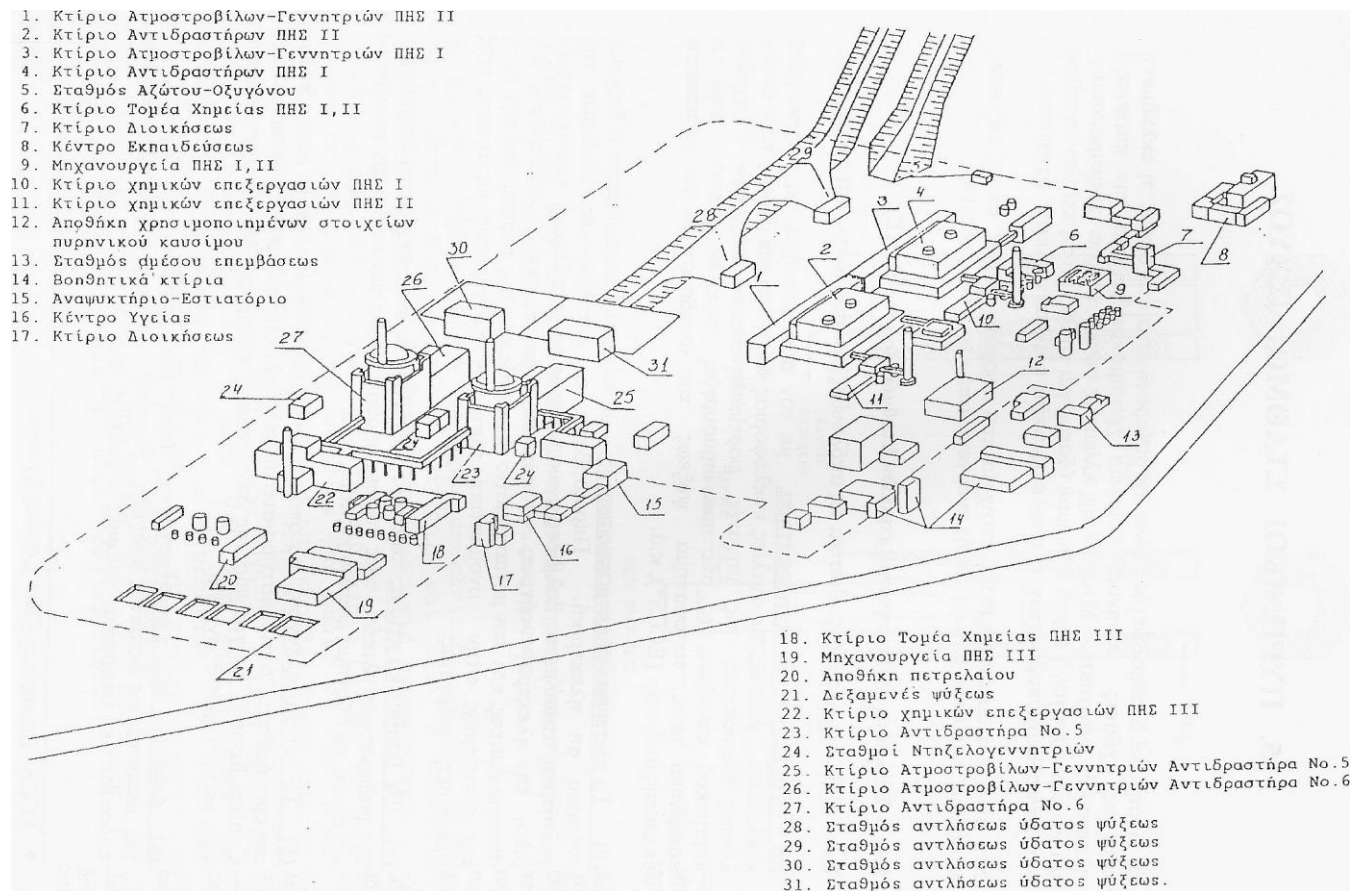 1. Κτίριο Ατμοστροβίλων-Γεννητριών ΠΗΣ ΙΙ
2. Κτίριο Αντιδραστήρων ΠΗΣ ΙΙ
3. Κτίριο Ατμοστροβίλων-Γεννητριών ΠΗΣ Ι
4. Κτίριο Αντιδραστήρων ΠΗΣ Ι
5. Σταθμός Αζώτου-Οξυγόνου
6. Κτίριο Τομέα Χημείας ΠΗΣ Ι,ΙΙ
7. Κτίριο Διοικήσεως
8. Κέντρο Εκπαιδεύσεως
9. Μηχανουργεία ΠΗΣ Ι,ΙΙ
10. Κτίριο χημικών επεξεργασιών ΠΗΣ Ι
11. Κτίριο χημικών επεξεργασιών ΠΗΣ ΙΙ
12. Αποθήκη χρησιμοποιημένων στοιχείων
πυρηνικού καυσίμου
13. Σταθμός αμέσου επεμβάσεως
14. Βοηθητικά κτίρια
15. Αναψυκτήριο-Εστιατόριο
16. Κέντρο Υγείας
17. Κτίριο Διοικήσεως
29
4
28
3
30
6
2
7
26
1
8
27
9
10
31
12
24
11
25
24
13
23
24
22
15
14
18
16
17
20
19
21
18. Κτίριο Τομέα Χημείας ΠΗΣ ΙΙΙ
19. Μηχανουργεία ΠΗΣ ΙΙΙ
20. Αποθήκη πετρελαίου
21. Δεξαμενές ψύξεως
22. Κτίριο χημικών επεξεργασιών ΠΗΣ ΙΙΙ
23. Κτίριο Αντιδραστήρα Νο.5
24. Σταθμοί Ντηζελογεννητριών
25. Κτίριο Ατμοστροβίλων-Γεννητριών Αντιδραστήρα Νο.5
26. Κτίριο Ατμοστροβίλων-Γεννητριών Αντιδραστήρα Νο.6
27. Κτίριο Αντιδραστήρα Νο.6
28. Σταθμός αντλήσεως ύδατος ψύξεως
29. Σταθμός αντλήσεως ύδατος ψύξεως
30. Σταθμός αντλήσεως ύδατος ψύξεως
31. Σταθμός αντλήσεως ύδατος ψύξεως.